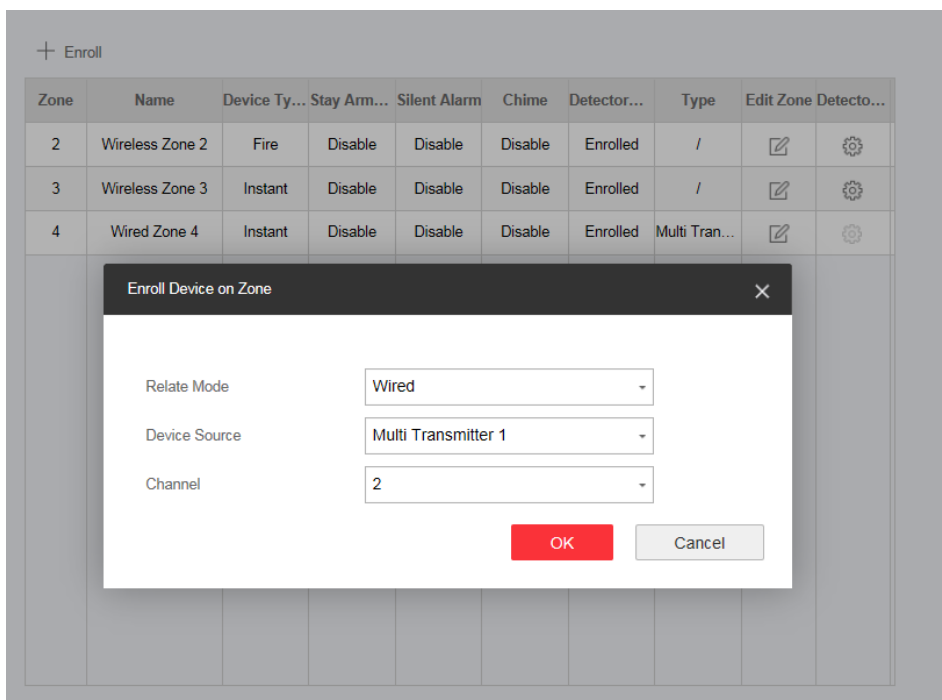 Enroll
Zone Name Device Ty... Stay Arm... Silent Alarm Chime Detector... Type Edit Zone Detecto...
2 Wireless Zone 2 Fire Disable Disable Disable Enrolled /
3 Wireless Zone 3 Instant Disable Disable Disable Enrolled /
4 Wired Zone 4 Instant Disable Disable Disable Enrolled Multi Tran...
Enroll Device on Zone
Relate Mode Wired
Device Source Multi Transmitter 1
Channel 2
OK Cancel